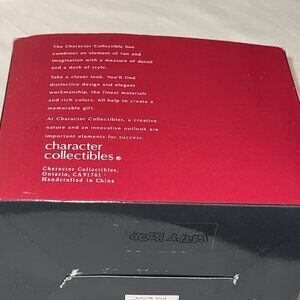 The Character Collectible line
combines an element of fun and
imagination with a measure of detail
and a dash of style.
Take a closer look. You'll find
distinctive design and elegant
workmanship, the finest materials
and rich colors. All help to create a
memorable gift.
At Character Collectibles, a creative
nature and an innovative outlook are
important elements for success.
character
collectibles®
Character Collectibles,
Ontario, CA91761
Handcrafted in China
BETTY BOOP